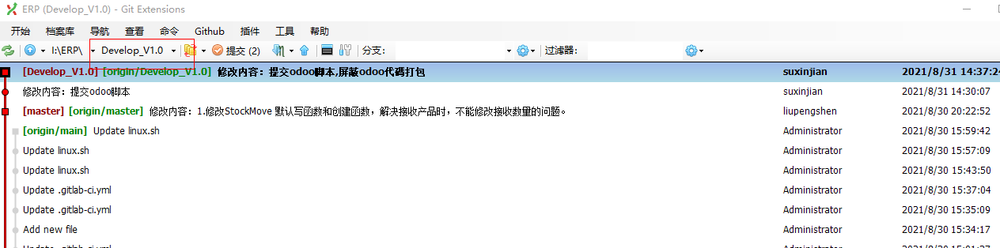 ERP (Develop_V1.0) - Git Extensions
开始 档案库 导航 查看 命令 Github 插件 工具 帮助
I:\ERP\ Develop_V1.0 提交 (2) 分支: 过滤器:
[Develop_V1.0] [origin/Develop_V1.0] 修改内容：提交odoo脚本,屏蔽odoo代码打包 suxinjian 2021/8/31 14:37:24
修改内容：提交odoo脚本 suxinjian 2021/8/31 14:30:07
[master] [origin/master] 修改内容：1.修改StockMove 默认写函数和创建函数，解决接收产品时，不能修改接收数量的问题。 liupengshen 2021/8/30 20:22:52
[origin/main] Update linux.sh Administrator 2021/8/30 15:59:42
Update linux.sh Administrator 2021/8/30 15:57:09
Update linux.sh Administrator 2021/8/30 15:43:50
Update .gitlab-ci.yml Administrator 2021/8/30 15:37:04
Update .gitlab-ci.yml Administrator 2021/8/30 15:35:09
Add new file Administrator 2021/8/30 15:34:17
Update .gitlab-ci.yml Administrator